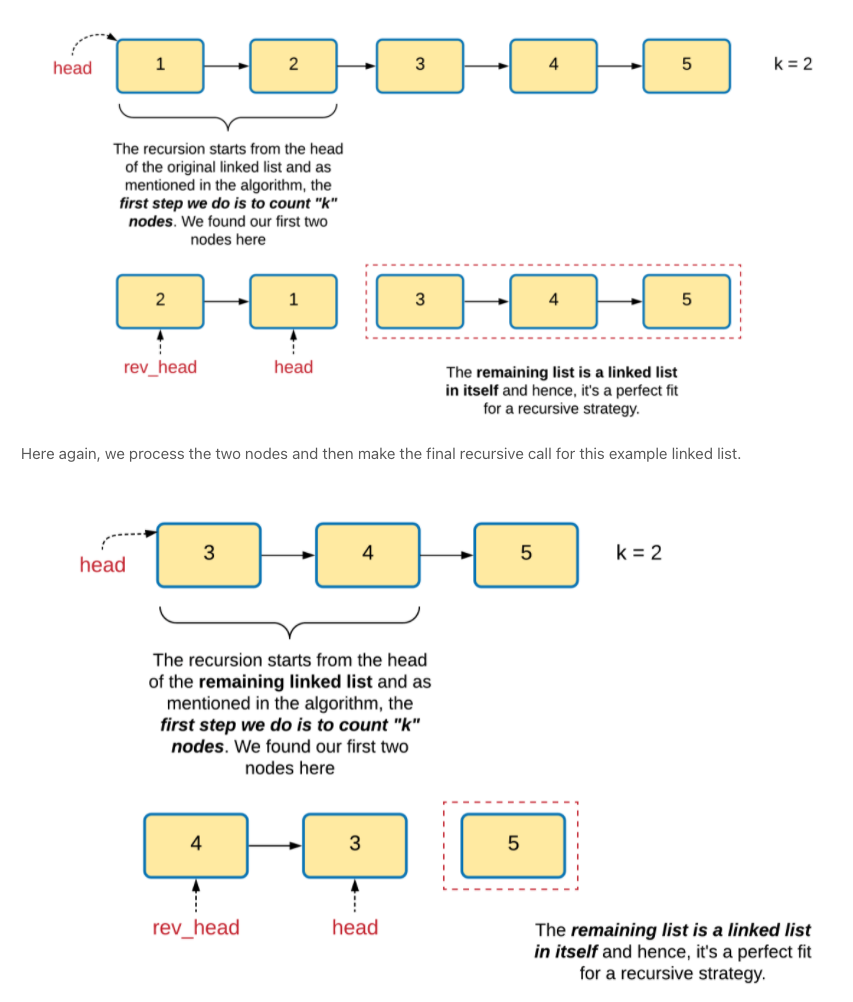 head
1
2
3
4
5
k = 2
The recursion starts from the head
of the original linked list and as
mentioned in the algorithm, the
first step we do is to count "k"
nodes. We found our first two
nodes here
2
1
3
4
5
rev_head
head
The remaining list is a linked list
in itself and hence, it's a perfect fit
for a recursive strategy.
Here again, we process the two nodes and then make the final recursive call for this example linked list.
head
3
4
5
k = 2
The recursion starts from the head
of the remaining linked list and as
mentioned in the algorithm, the
first step we do is to count "k"
nodes. We found our first two
nodes here
4
3
5
rev_head
head
The remaining list is a linked list
in itself and hence, it's a perfect fit
for a recursive strategy.